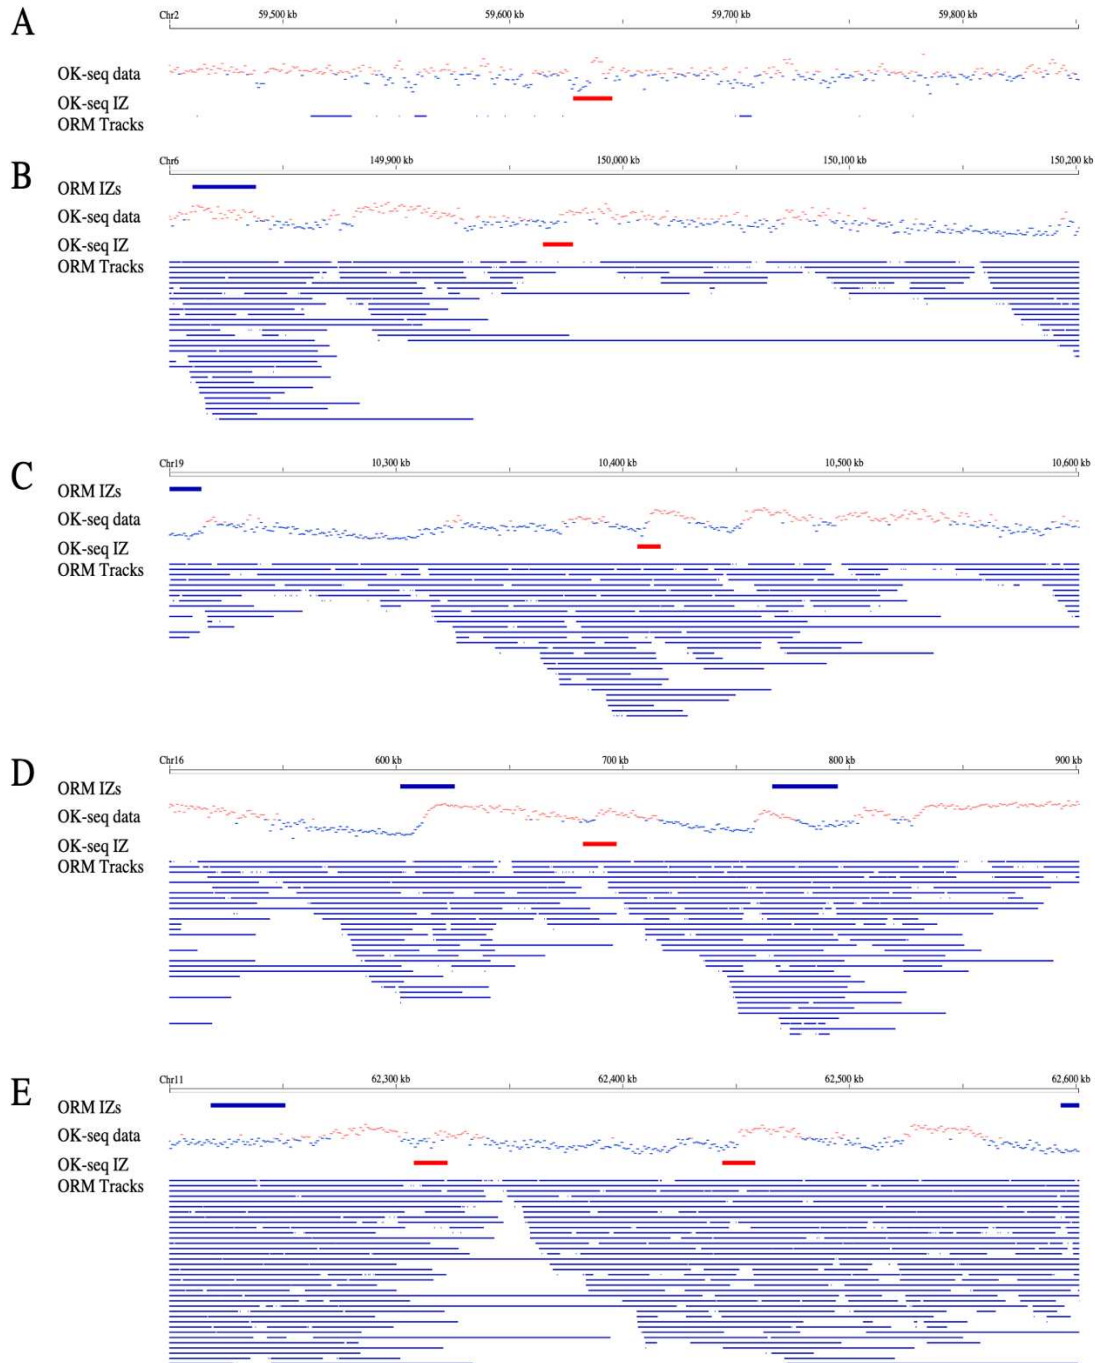 A
Chr2 59,500 kb 59,600 kb 59,700 kb 59,800 kb
OK-seq data
OK-seq IZ
ORM Tracks
B
Chr6 149,900 kb 150,000 kb 150,100 kb 150,200 kb
ORM IZs
OK-seq data
OK-seq IZ
ORM Tracks
C
Chr19 10,300 kb 10,400 kb 10,500 kb 10,600 kb
ORM IZs
OK-seq data
OK-seq IZ
ORM Tracks
D
Chr16 600 kb 700 kb 800 kb 900 kb
ORM IZs
OK-seq data
OK-seq IZ
ORM Tracks
E
Chr11 62,300 kb 62,400 kb 62,500 kb 62,600 kb
ORM IZs
OK-seq data
OK-seq IZ
ORM Tracks